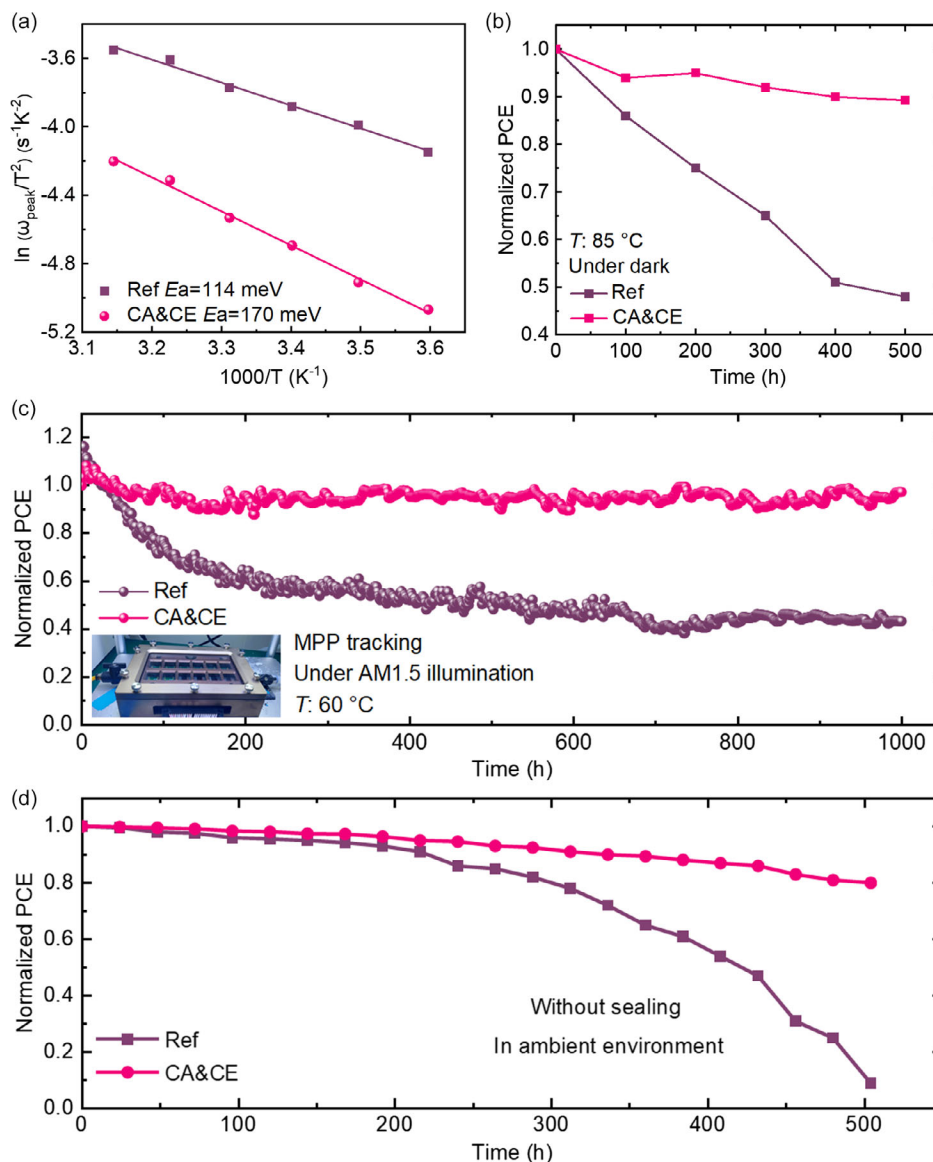 (a)
-3.6
-4.0
-4.4
-4.8
-5.2
ln (ω_peak/T²) (s⁻¹K⁻²)
Ref Ea=114 meV
CA&CE Ea=170 meV
3.1 3.2 3.3 3.4 3.5 3.6
1000/T (K⁻¹)
(b)
1.0
0.9
0.8
0.7
0.6
0.5
0.4
Normalized PCE
T: 85 °C
Under dark
Ref
CA&CE
0 100 200 300 400 500
Time (h)
(c)
1.2
1.0
0.8
0.6
0.4
0.2
0.0
Normalized PCE
Ref
CA&CE
MPP tracking
Under AM1.5 illumination
T: 60 °C
0 200 400 600 800 1000
Time (h)
(d)
1.0
0.8
0.6
0.4
0.2
0.0
Normalized PCE
Without sealing
In ambient environment
Ref
CA&CE
0 100 200 300 400 500
Time (h)